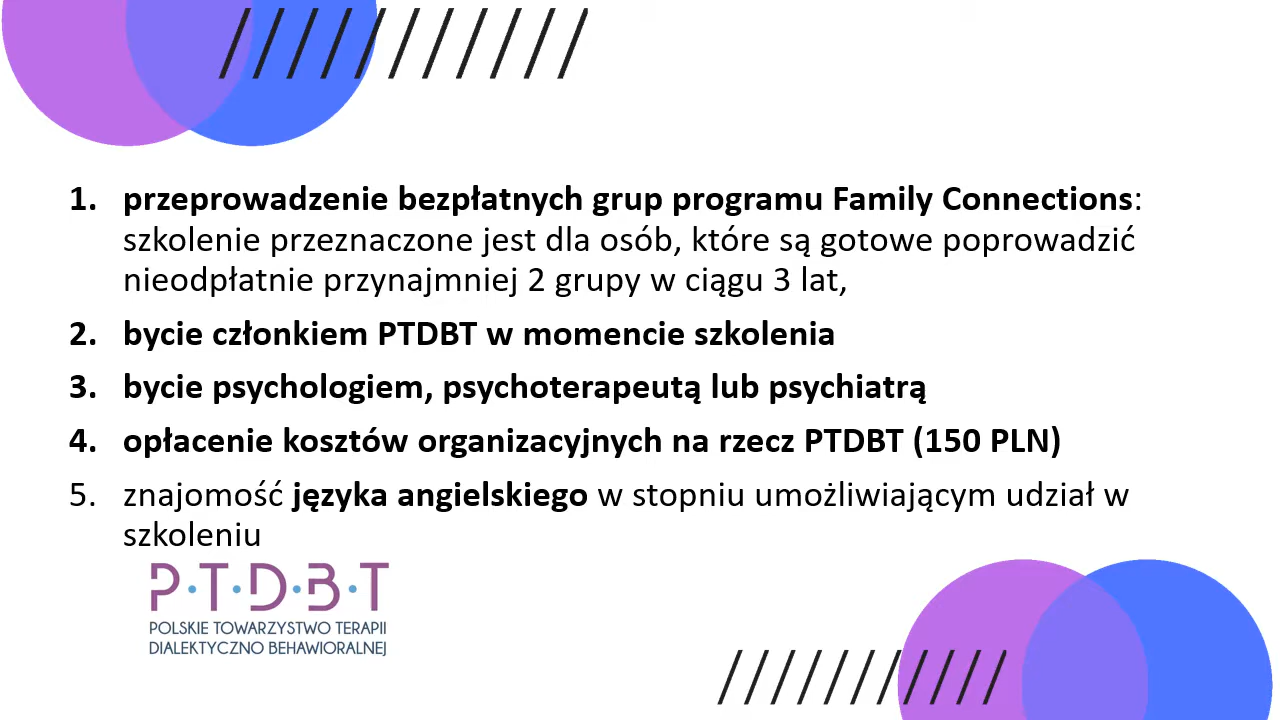 1. przeprowadzenie bezpłatnych grup programu Family Connections:
szkolenie przeznaczone jest dla osób, które są gotowe poprowadzić
nieodpłatnie przynajmniej 2 grupy w ciągu 3 lat,
2. bycie członkiem PTDBT w momencie szkolenia
3. bycie psychologiem, psychoterapeutą lub psychiatrą
4. opłacenie kosztów organizacyjnych na rzecz PTDBT (150 PLN)
5. znajomość języka angielskiego w stopniu umożliwiającym udział w
szkoleniu
P·T·D·B·T
POLSKIE TOWARZYSTWO TERAPII
DIALEKTYCZNO BEHAWIORALNEJ